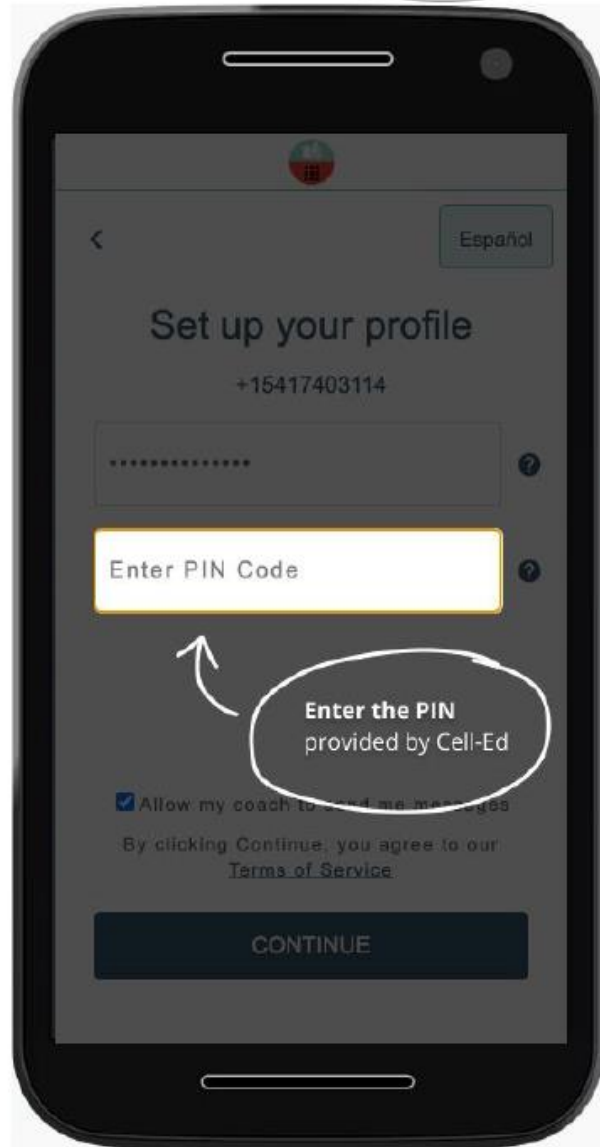 Español
Set up your profile
+15417403114
••••••••••••••
Enter PIN Code
Enter the PIN
provided by Cell-Ed
Allow my coach to send me messages
By clicking Continue, you agree to our
Terms of Service
CONTINUE